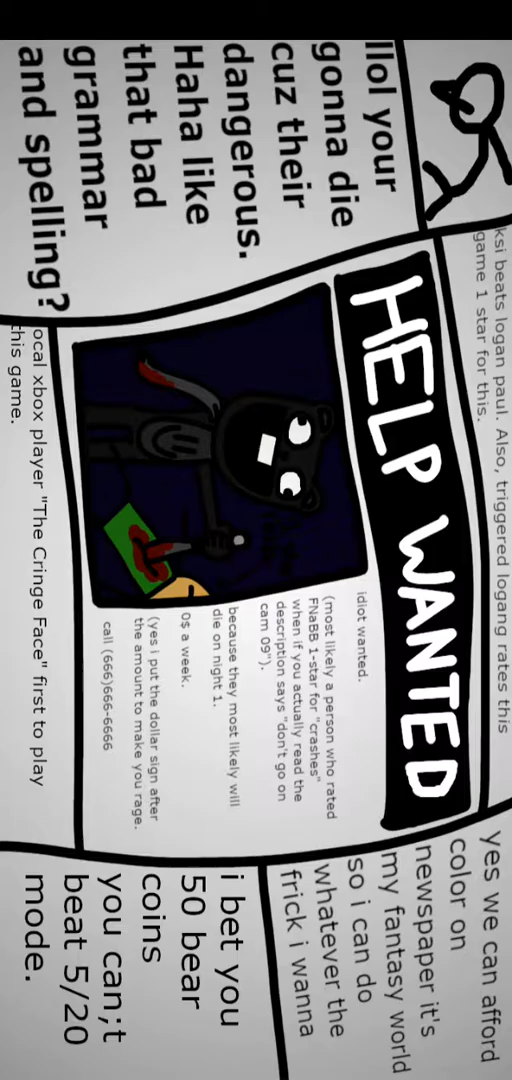 llol your
gonna die
cuz their
dangerous.
Haha like
that bad
grammar
and spelling?
ksi beats logan paul. Also, triggered logang rates this
game 1 star for this.
HELP WANTED
idiot wanted.
(most likely a person who rated
FNaBB 1-star for "crashes"
when if you actually read the
description says "don't go on
cam 09").
because they most likely will
die on night 1.
0$ a week.
(yes i put the dollar sign after
the amount to make you rage.
call (666)666-6666
ocal xbox player "The Cringe Face" first to play
this game.
yes we can afford
color on
newspaper it's
my fantasy world
so i can do
whatever the
frick i wanna
i bet you
50 bear
coins
you can;t
beat 5/20
mode.